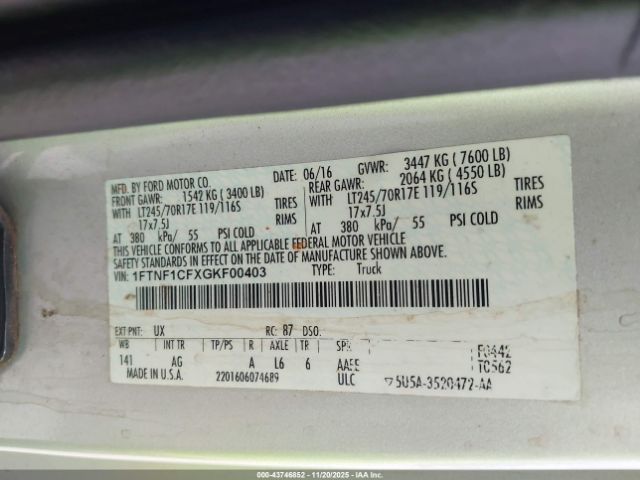 MFD. BY FORD MOTOR CO.
DATE: 06/16 GVWR: 3447 KG ( 7600 LB)
FRONT GAWR: 1542 KG ( 3400 LB) REAR GAWR: 2064 KG ( 4550 LB)
WITH LT245/70R17E 119/116S TIRES WITH LT245/70R17E 119/116S TIRES
17x7.5J RIMS 17x7.5J RIMS
AT 380 kPa/ 55 PSI COLD AT 380 kPa/ 55 PSI COLD
THIS VEHICLE CONFORMS TO ALL APPLICABLE FEDERAL MOTOR VEHICLE
SAFETY STANDARDS IN EFFECT ON THE DATE OF MANUFACTURE SHOWN ABOVE.
VIN: 1FTNF1CFXGKF00403 TYPE: Truck
EXT PNT: UX RC: 87 DSO:
WB INT TR TP/PS R AXLE TR SPR F0442
141 AG A L6 6 TC562
MADE IN U.S.A. 2201606074689 ULC 5U5A-3520472-AA
000-43746852 - 11/20/2025 - IAA Inc.